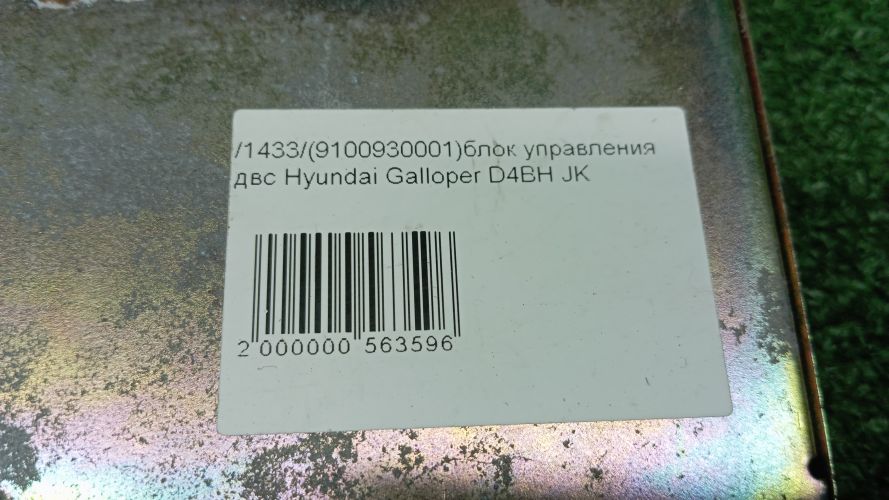 /1433/(9100930001)блок управления
двс Hyundai Galloper D4BH JK
2 000000 563596